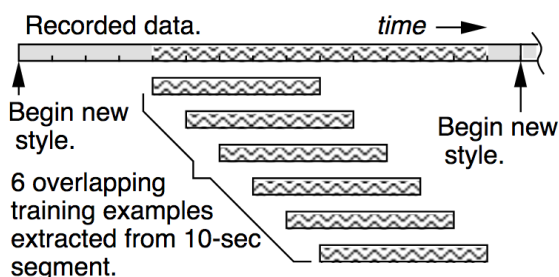 Recorded data.
time
Begin new
style.
Begin new
style.
6 overlapping
training examples
extracted from 10-sec
segment.